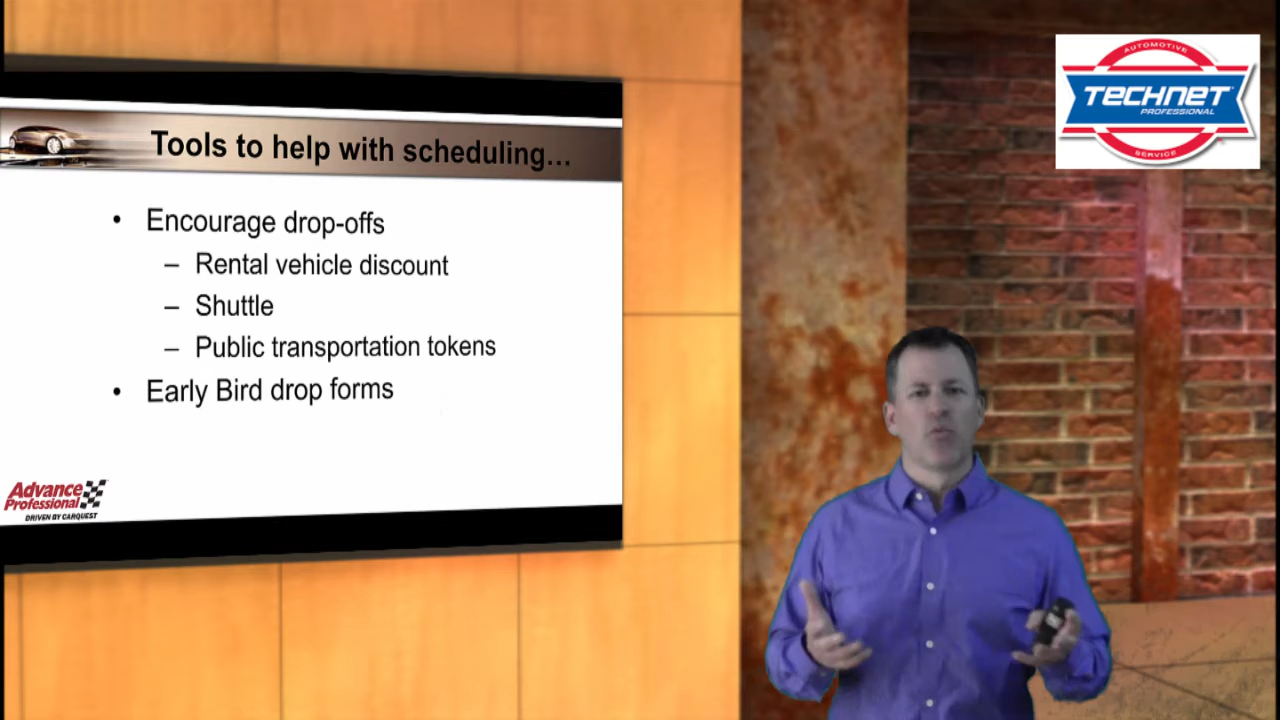 Tools to help with scheduling...
• Encourage drop-offs
– Rental vehicle discount
– Shuttle
– Public transportation tokens
• Early Bird drop forms
Advance
Professional
DRIVEN BY CARQUEST
AUTOMOTIVE
TECHNET
PROFESSIONAL
SERVICE